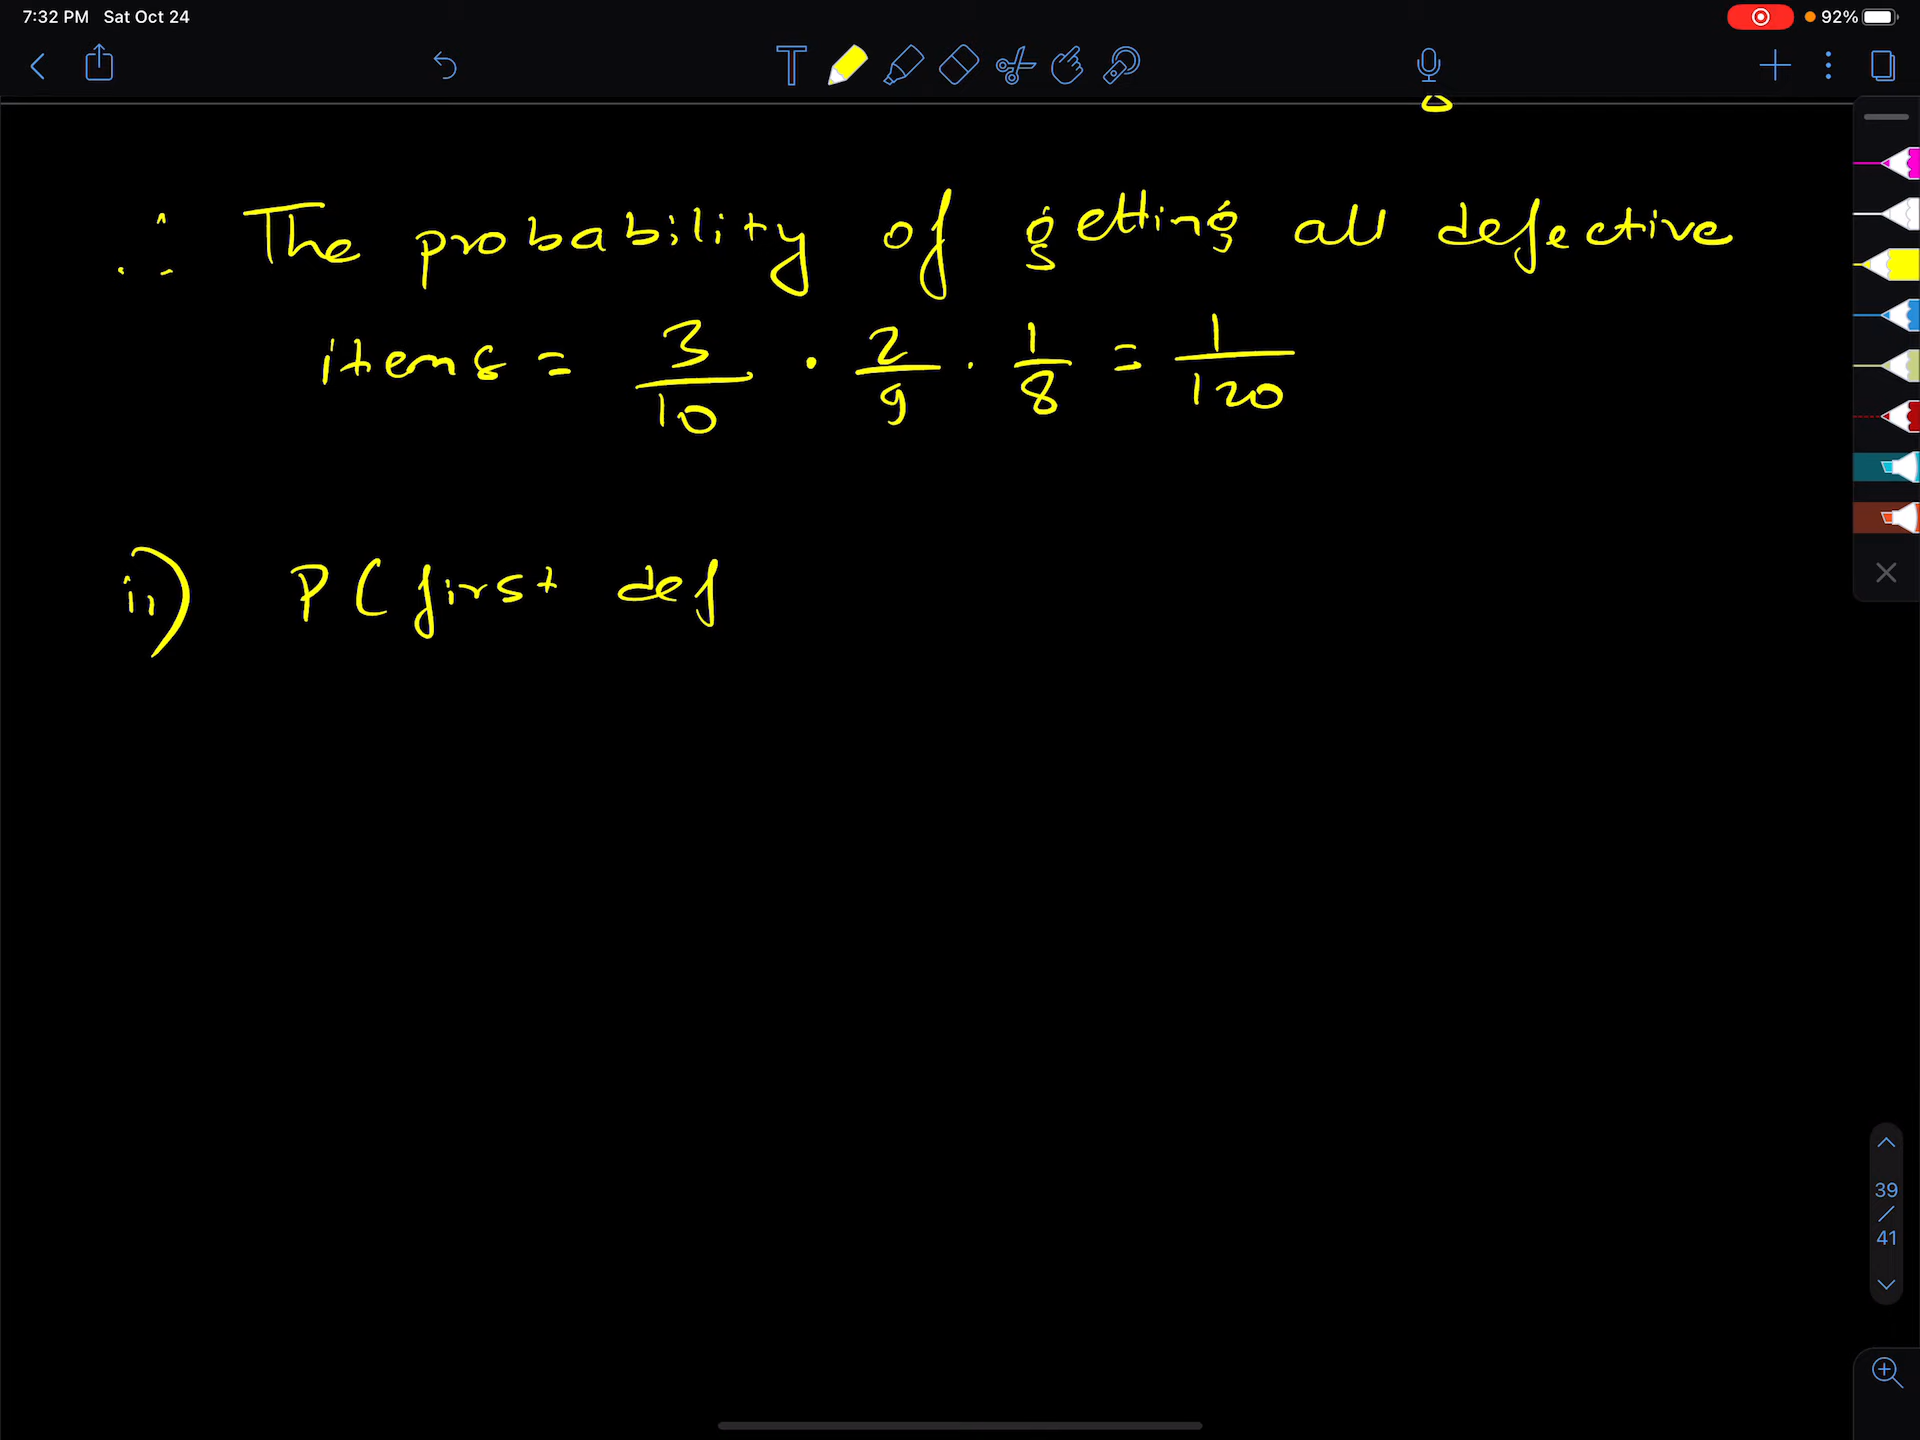 7:32 PM Sat Oct 24
92%
T
∴ The probability of getting all defective
items = 3/10 · 2/9 · 1/8 = 1/120
ii) P(first def
39
/
41